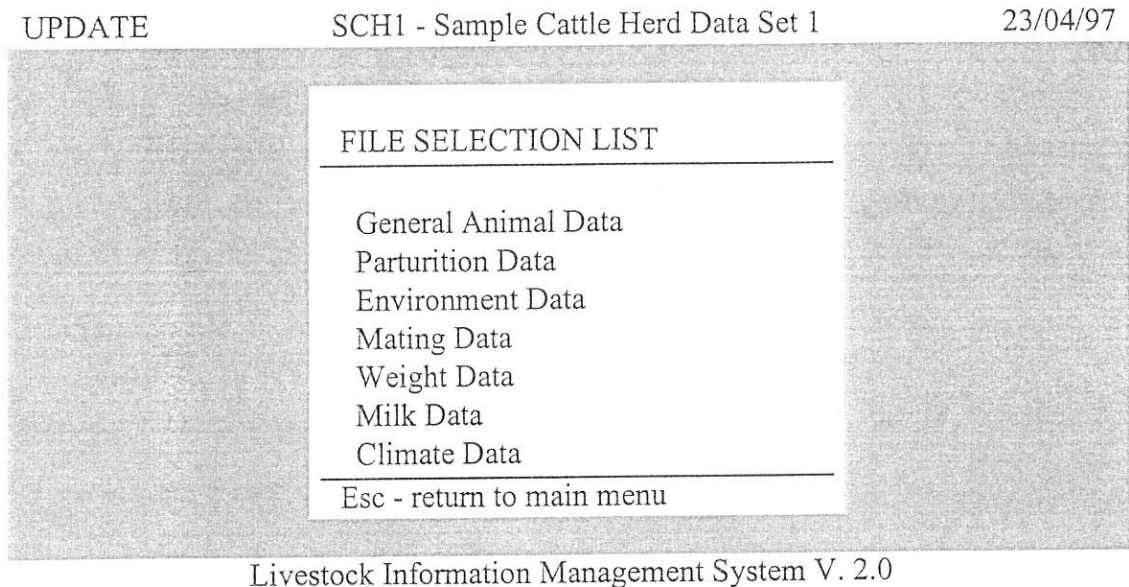 UPDATE SCH1 - Sample Cattle Herd Data Set 1 23/04/97
FILE SELECTION LIST
General Animal Data
Parturition Data
Environment Data
Mating Data
Weight Data
Milk Data
Climate Data
Esc - return to main menu
Livestock Information Management System V. 2.0